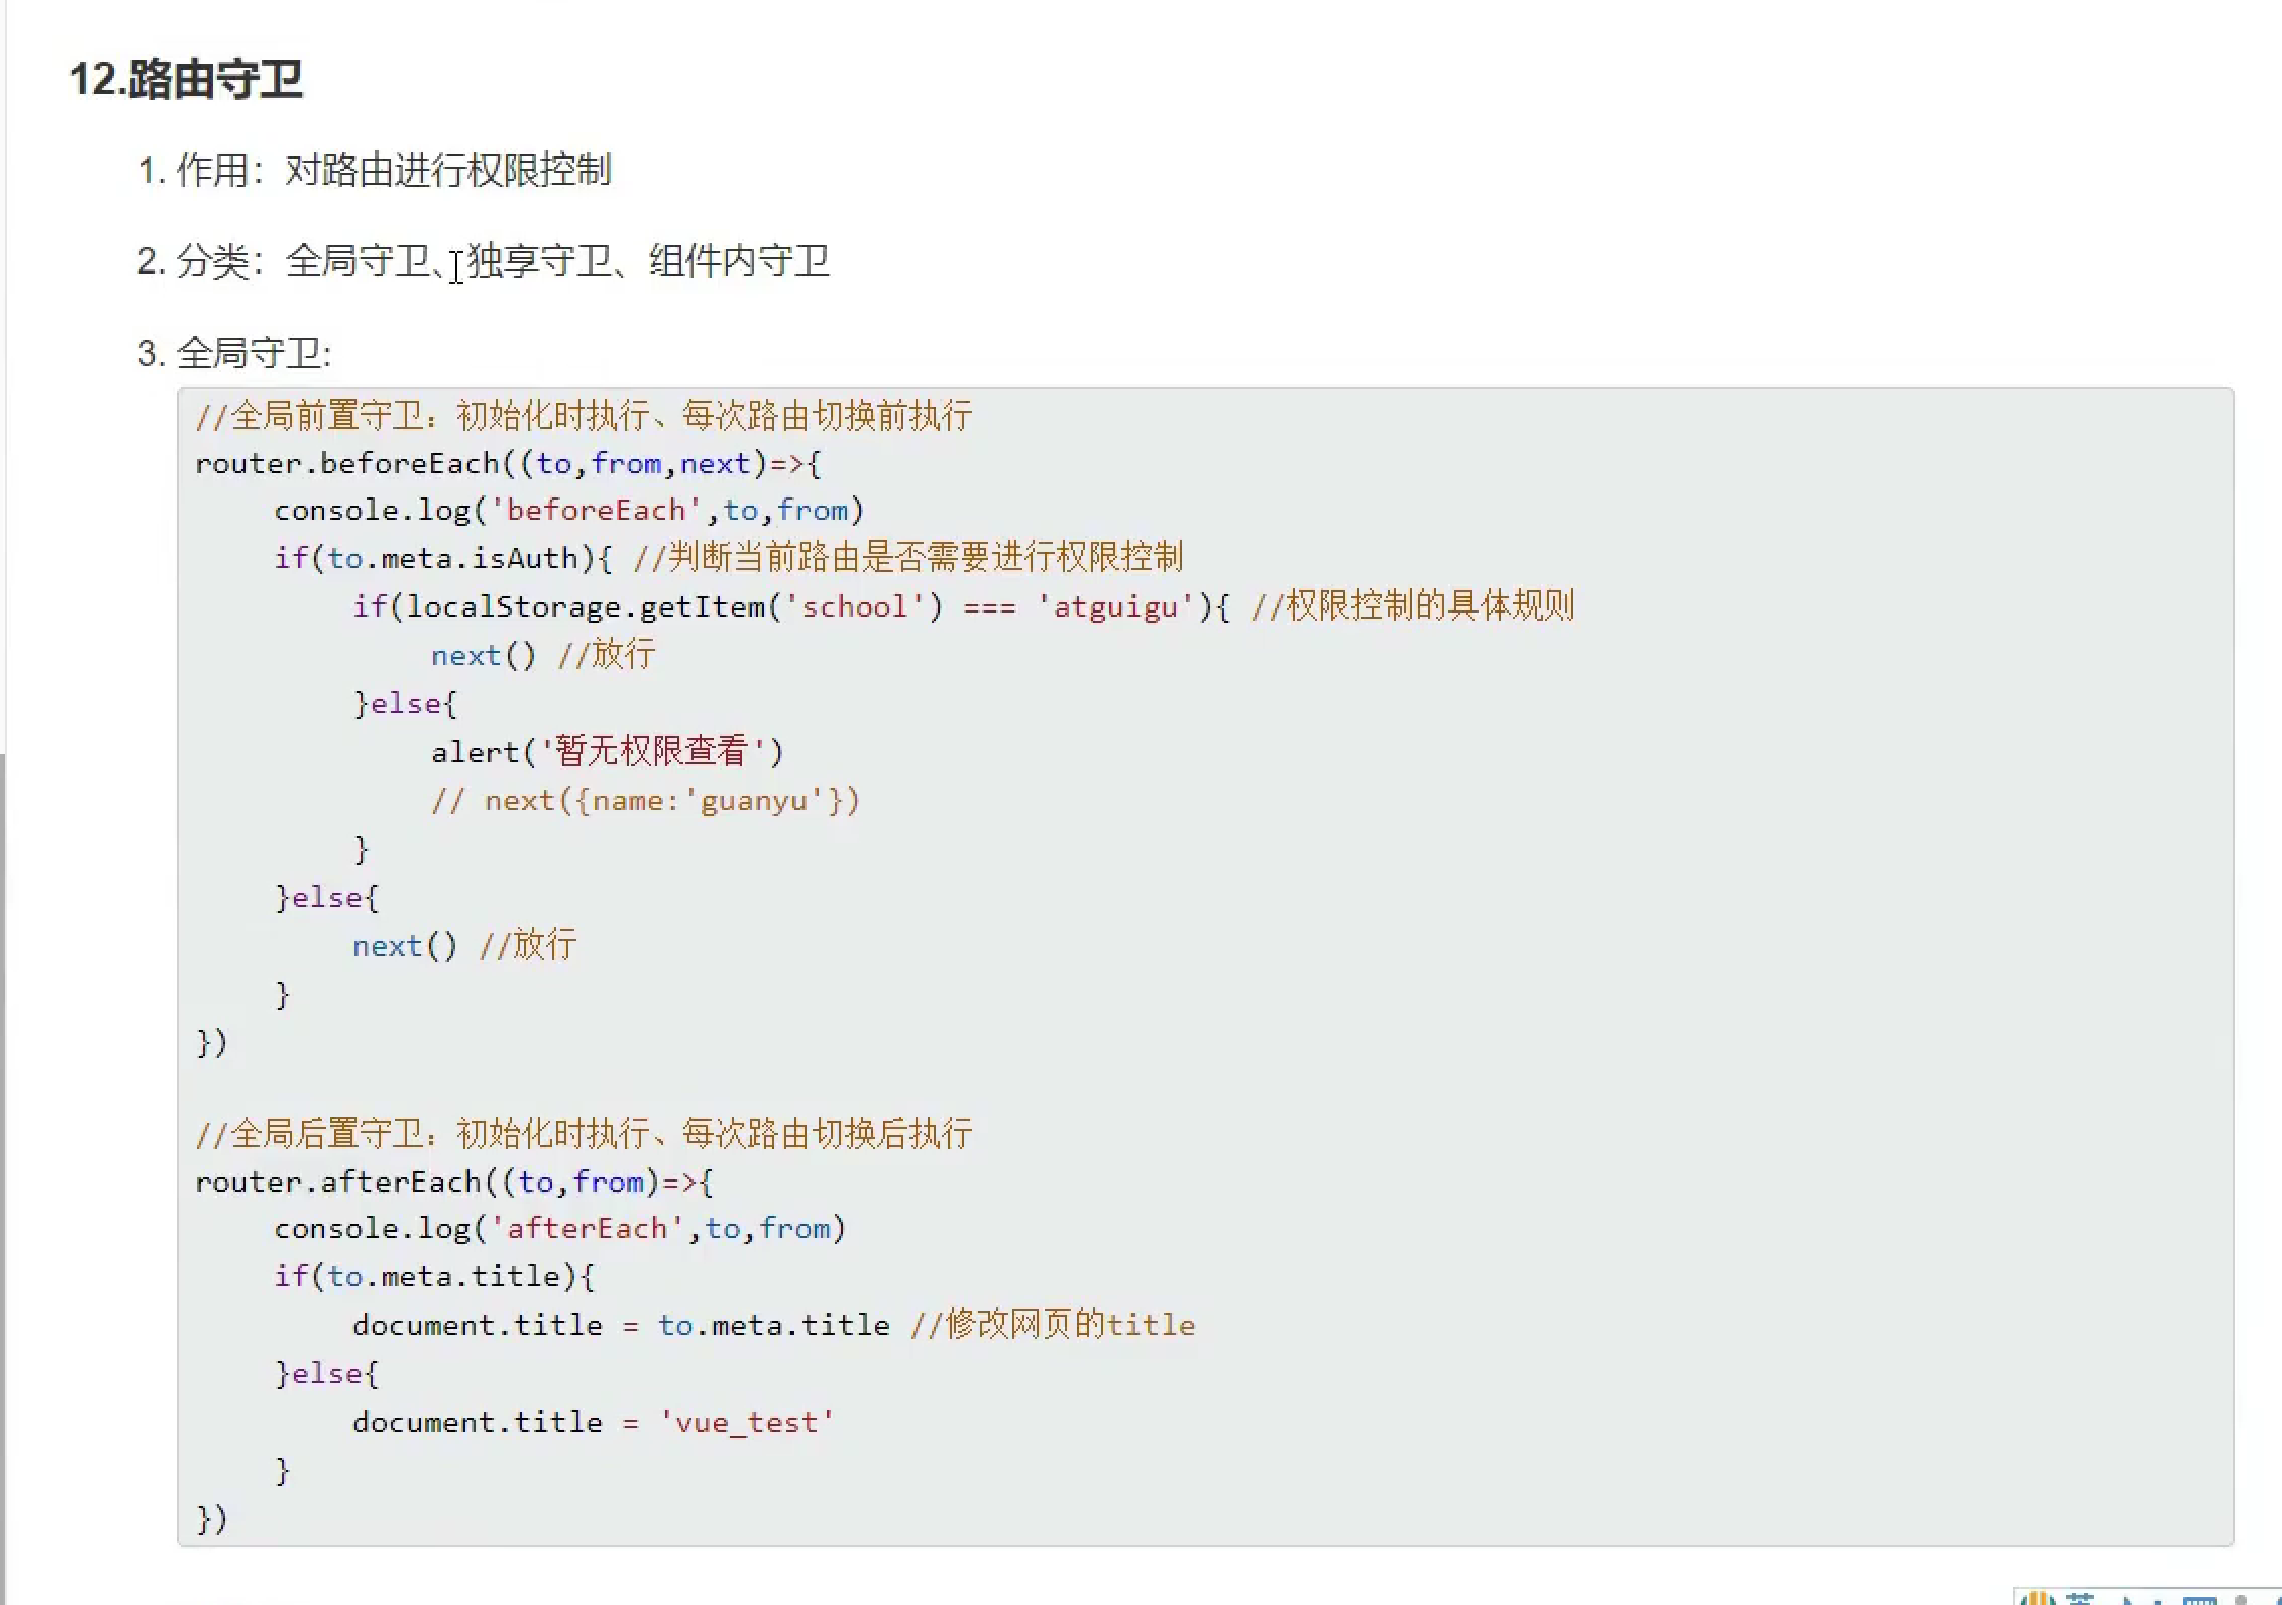 12.路由守卫
1. 作用：对路由进行权限控制
2. 分类：全局守卫、独享守卫、组件内守卫
3. 全局守卫:
//全局前置守卫：初始化时执行、每次路由切换前执行
router.beforeEach((to,from,next)=>{
console.log('beforeEach',to,from)
if(to.meta.isAuth){ //判断当前路由是否需要进行权限控制
if(localStorage.getItem('school') === 'atguigu'){ //权限控制的具体规则
next() //放行
}else{
alert('暂无权限查看')
// next({name:'guanyu'})
}
}else{
next() //放行
}
})
//全局后置守卫：初始化时执行、每次路由切换后执行
router.afterEach((to,from)=>{
console.log('afterEach',to,from)
if(to.meta.title){
document.title = to.meta.title //修改网页的title
}else{
document.title = 'vue_test'
}
})